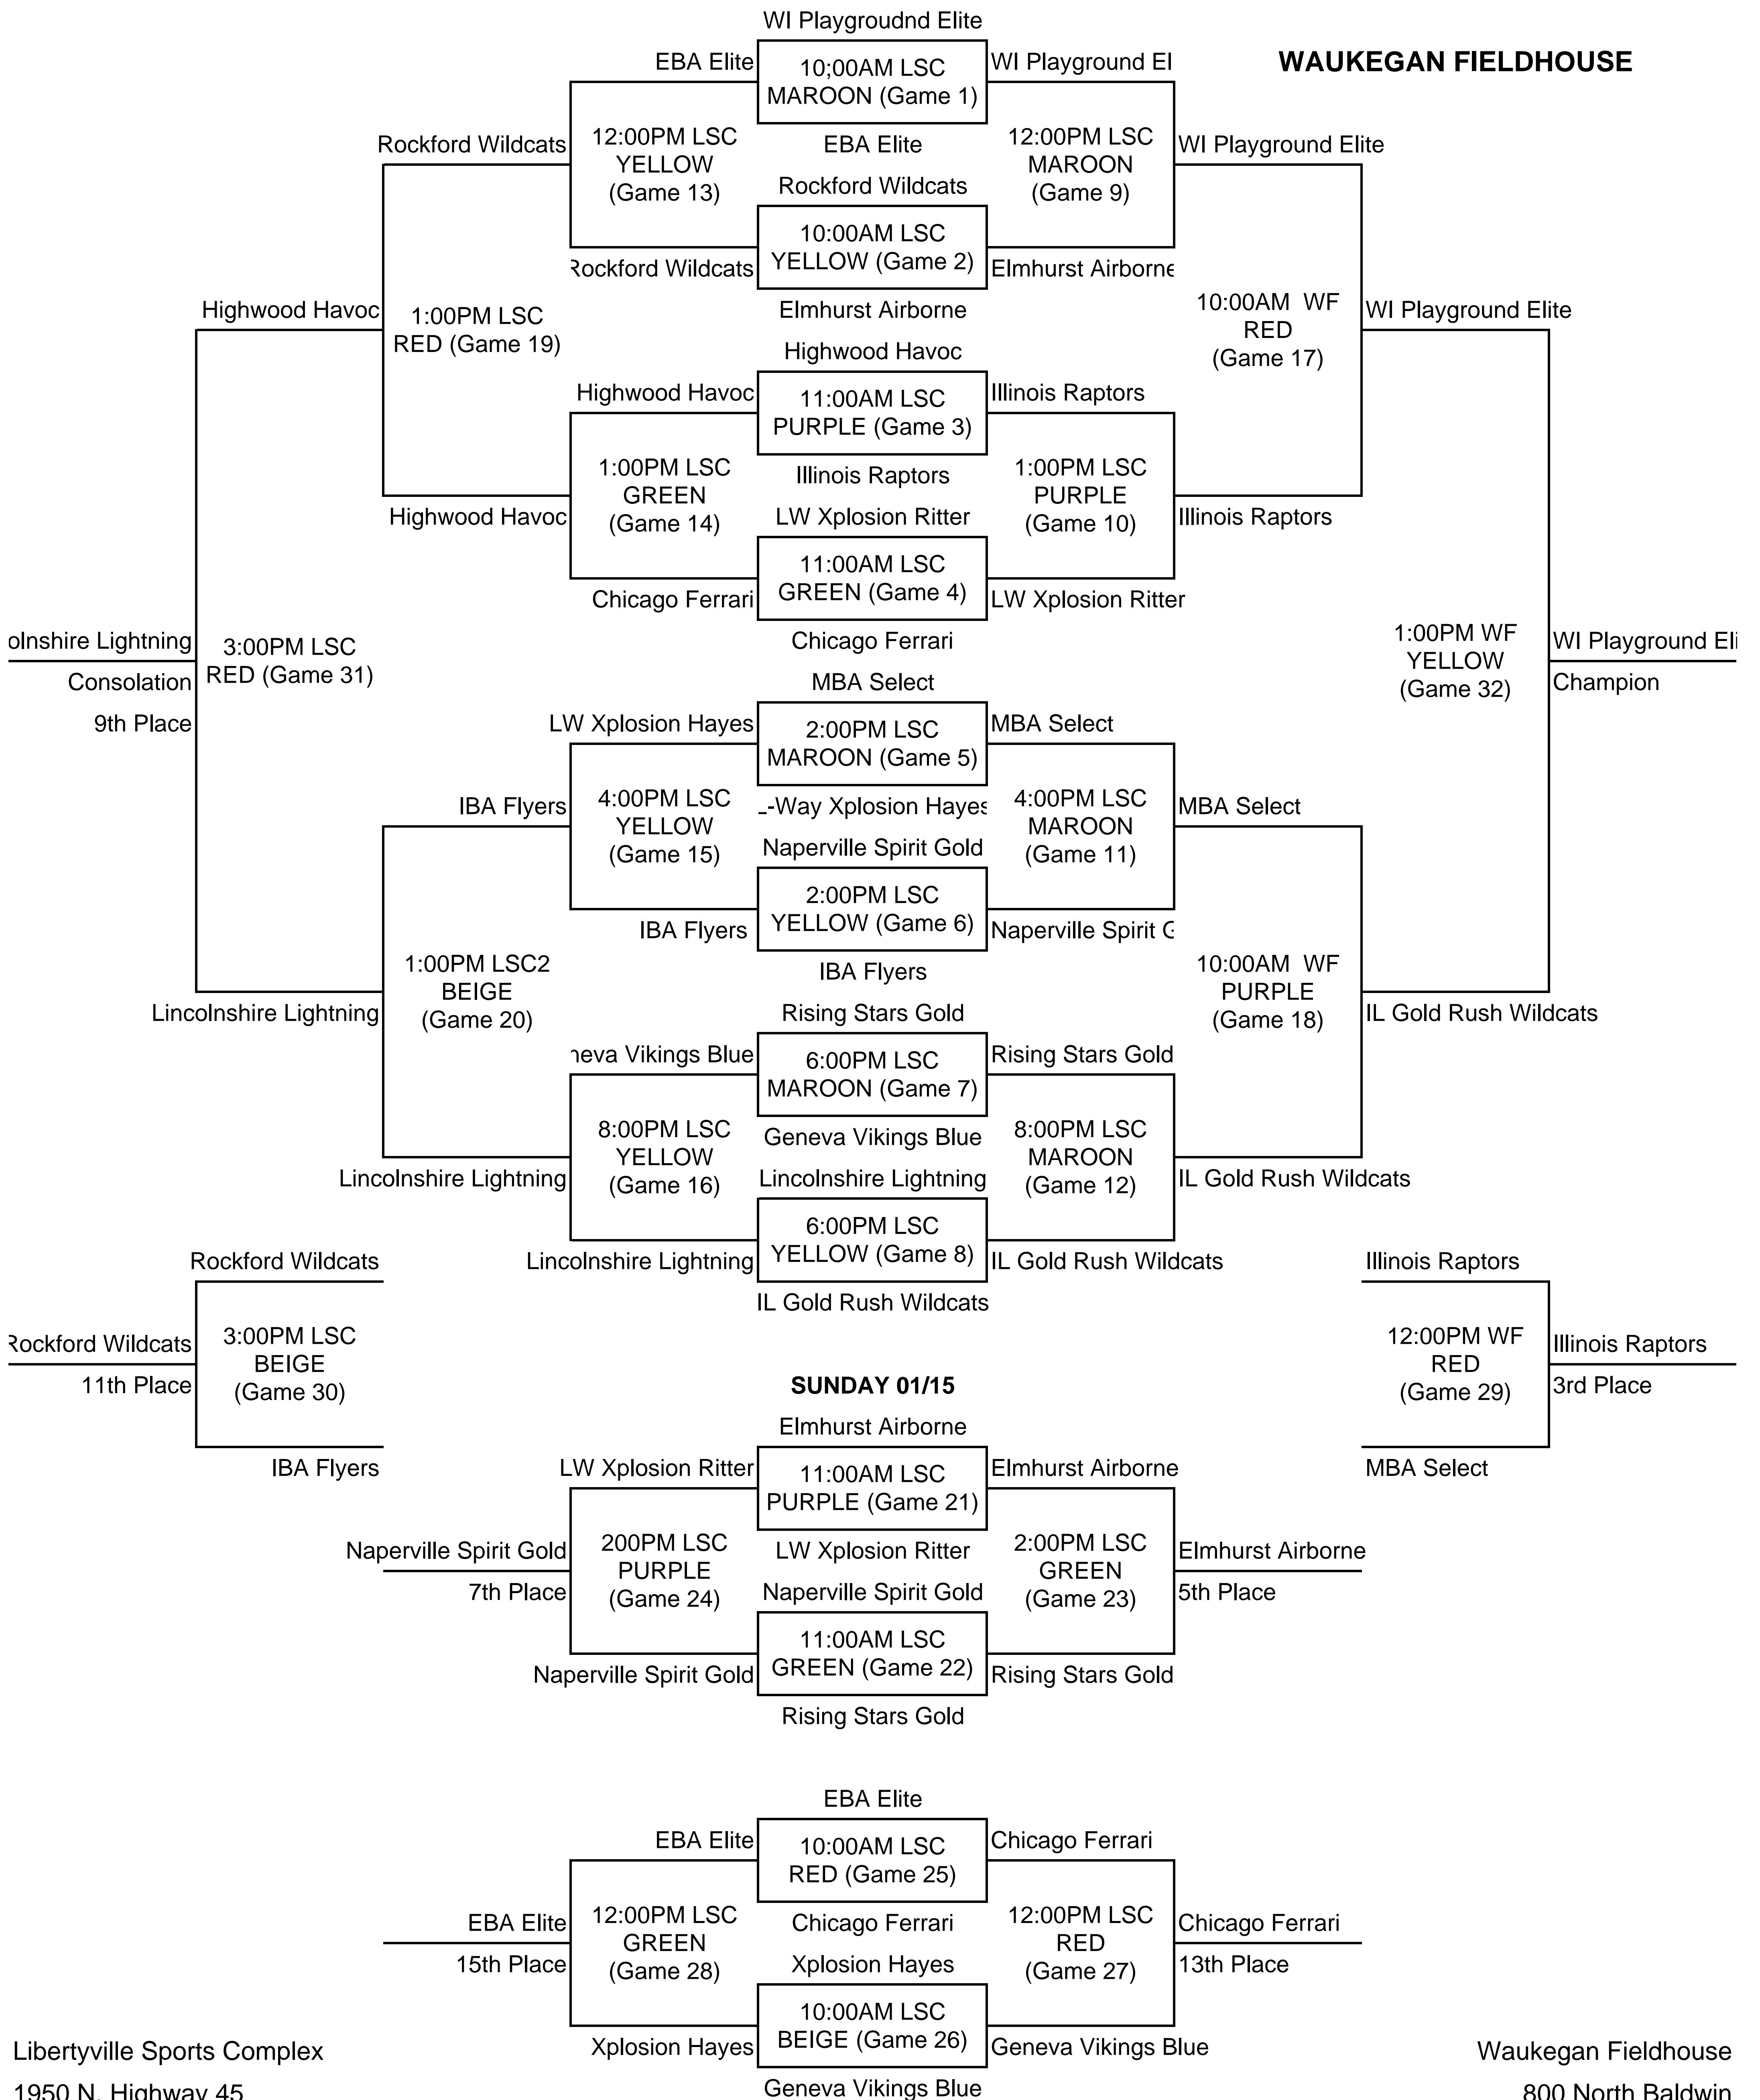 WI Playgroudnd Elite
EBA Elite
10;00AM LSC
MAROON (Game 1)
WI Playground El
WAUKEGAN FIELDHOUSE
Rockford Wildcats
12:00PM LSC
YELLOW
(Game 13)
EBA Elite
12:00PM LSC
MAROON
(Game 9)
WI Playground Elite
Rockford Wildcats
Rockford Wildcats
10:00AM LSC
YELLOW (Game 2)
Elmhurst Airborne
Highwood Havoc
1:00PM LSC
RED (Game 19)
Elmhurst Airborne
10:00AM WF
RED
(Game 17)
WI Playground Elite
Highwood Havoc
Highwood Havoc
11:00AM LSC
PURPLE (Game 3)
Illinois Raptors
1:00PM LSC
GREEN
(Game 14)
Illinois Raptors
1:00PM LSC
PURPLE
(Game 10)
Highwood Havoc
LW Xplosion Ritter
Illinois Raptors
Chicago Ferrari
11:00AM LSC
GREEN (Game 4)
LW Xplosion Ritter
olnshire Lightning
3:00PM LSC
RED (Game 31)
Chicago Ferrari
1:00PM WF
YELLOW
(Game 32)
WI Playground Eli
Consolation
Champion
9th Place
MBA Select
LW Xplosion Hayes
2:00PM LSC
MAROON (Game 5)
MBA Select
IBA Flyers
4:00PM LSC
YELLOW
(Game 15)
-Way Xplosion Hayes
4:00PM LSC
MAROON
(Game 11)
MBA Select
Naperville Spirit Gold
IBA Flyers
2:00PM LSC
YELLOW (Game 6)
Naperville Spirit G
1:00PM LSC2
BEIGE
(Game 20)
IBA Flyers
10:00AM WF
PURPLE
(Game 18)
Lincolnshire Lightning
Rising Stars Gold
IL Gold Rush Wildcats
neva Vikings Blue
6:00PM LSC
MAROON (Game 7)
Rising Stars Gold
8:00PM LSC
YELLOW
(Game 16)
Geneva Vikings Blue
8:00PM LSC
MAROON
(Game 12)
Lincolnshire Lightning
Lincolnshire Lightning
IL Gold Rush Wildcats
Rockford Wildcats
Lincolnshire Lightning
6:00PM LSC
YELLOW (Game 8)
IL Gold Rush Wildcats
Illinois Raptors
IL Gold Rush Wildcats
Rockford Wildcats
3:00PM LSC
BEIGE
(Game 30)
12:00PM WF
RED
(Game 29)
Illinois Raptors
11th Place
SUNDAY 01/15
3rd Place
Elmhurst Airborne
IBA Flyers
LW Xplosion Ritter
11:00AM LSC
PURPLE (Game 21)
Elmhurst Airborne
MBA Select
Naperville Spirit Gold
200PM LSC
PURPLE
(Game 24)
LW Xplosion Ritter
2:00PM LSC
GREEN
(Game 23)
Elmhurst Airborne
7th Place
Naperville Spirit Gold
5th Place
Naperville Spirit Gold
11:00AM LSC
GREEN (Game 22)
Rising Stars Gold
Rising Stars Gold
EBA Elite
EBA Elite
10:00AM LSC
RED (Game 25)
Chicago Ferrari
EBA Elite
12:00PM LSC
GREEN
(Game 28)
Chicago Ferrari
12:00PM LSC
RED
(Game 27)
Chicago Ferrari
15th Place
Xplosion Hayes
13th Place
Xplosion Hayes
10:00AM LSC
BEIGE (Game 26)
Geneva Vikings Blue
Geneva Vikings Blue
Libertyville Sports Complex
1950 N. Highway 45
Waukegan Fieldhouse
800 North Baldwin